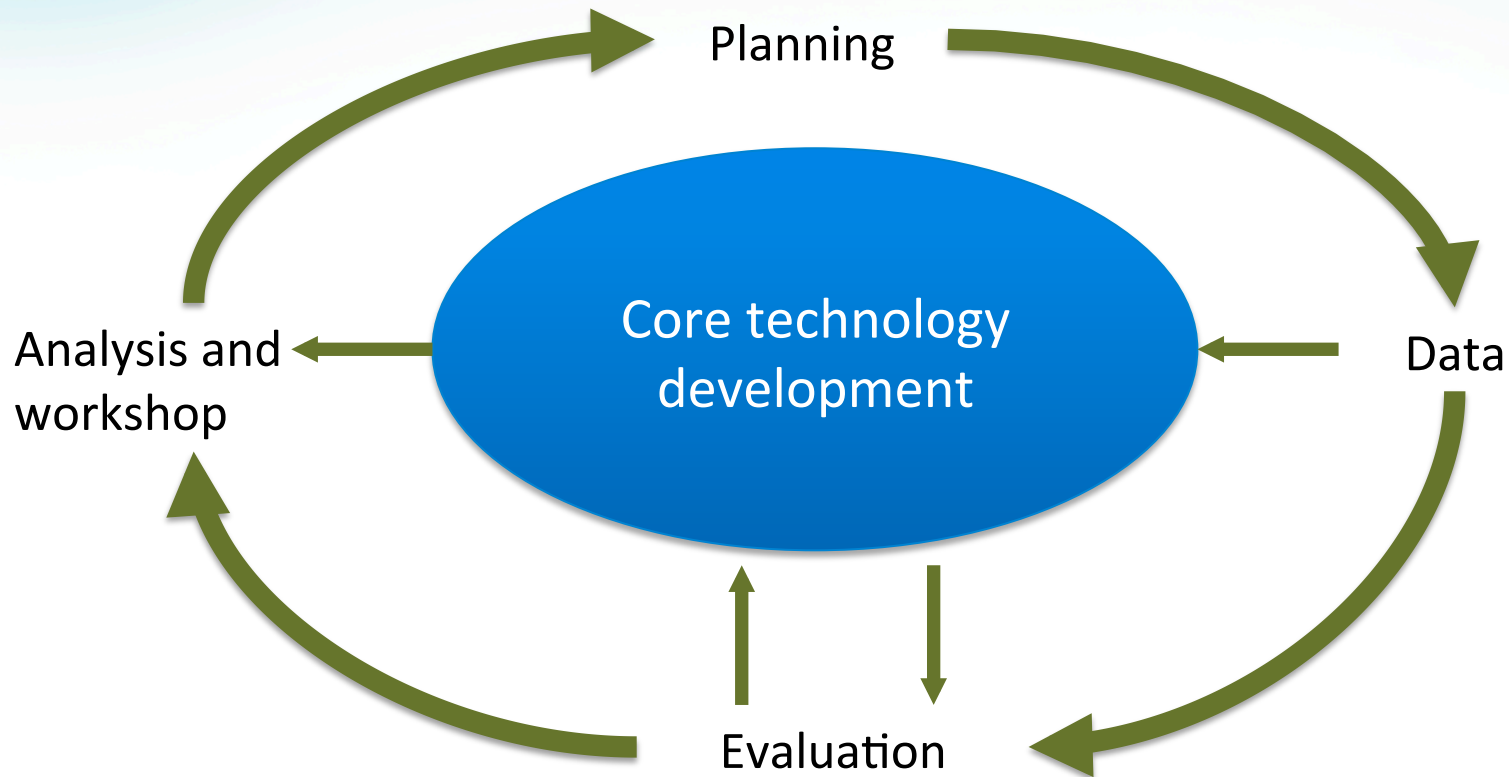 Planning
Core technology
development
Analysis and
workshop
Data
Evaluation